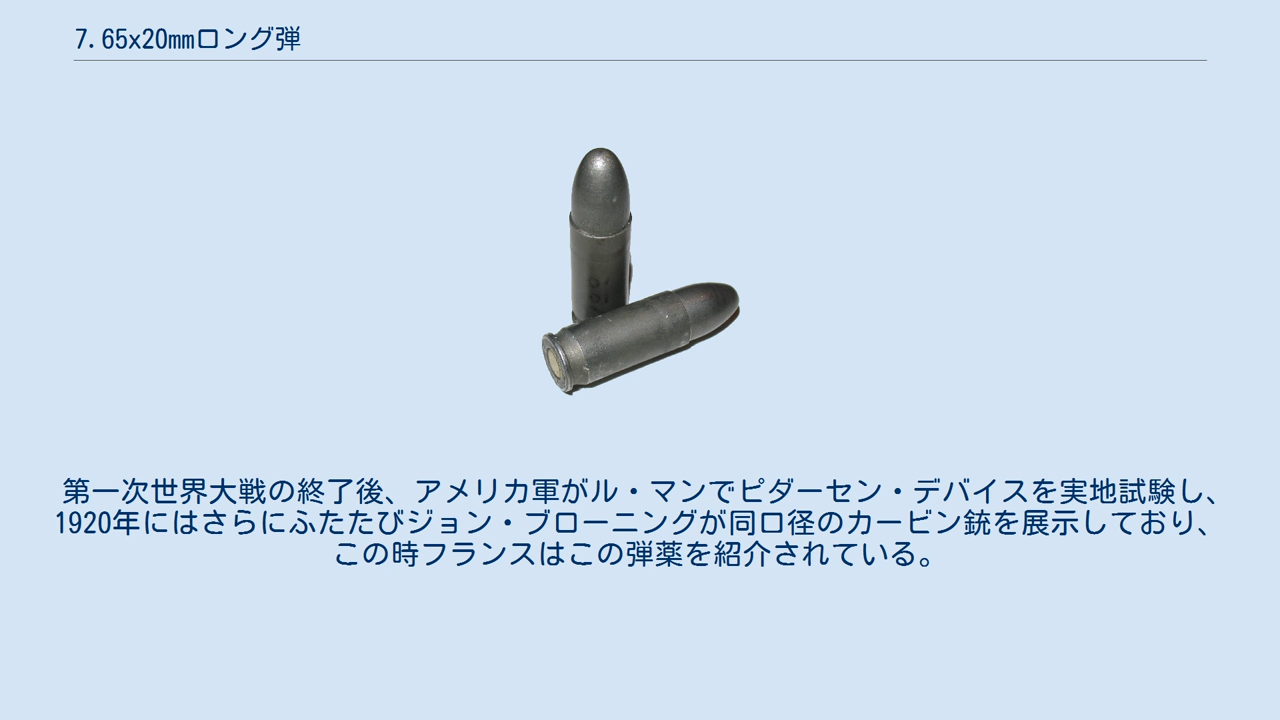 7.65x20mmロング弾
第一次世界大戦の終了後、アメリカ軍がル・マンでピダーセン・デバイスを実地試験し、
1920年にはさらにふたたびジョン・ブローニングが同口径のカービン銃を展示しており、
この時フランスはこの弾薬を紹介されている。